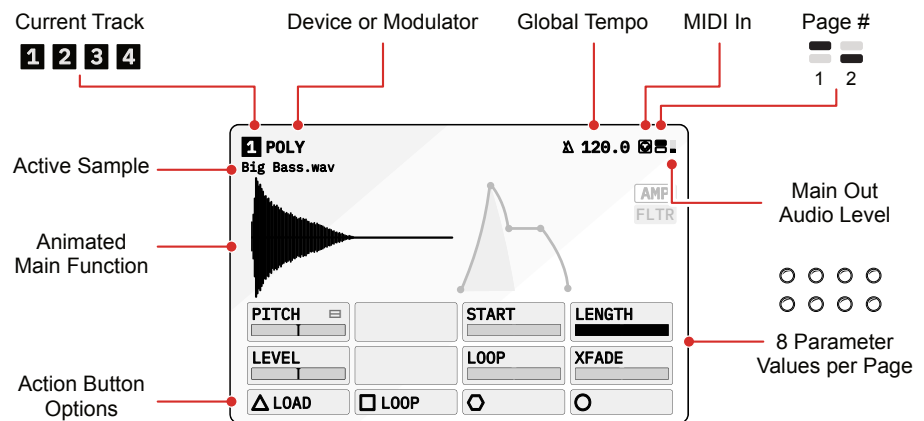 Current Track
Device or Modulator
Global Tempo
MIDI In
Page #
1 2 3 4
1 2
1 POLY
120.0
Big Bass.wav
Active Sample
AMP
FLTR
Main Out
Audio Level
Animated
Main Function
PITCH
START
LENGTH
LEVEL
LOOP
XFADE
8 Parameter
Values per Page
Action Button
Options
LOAD
LOOP